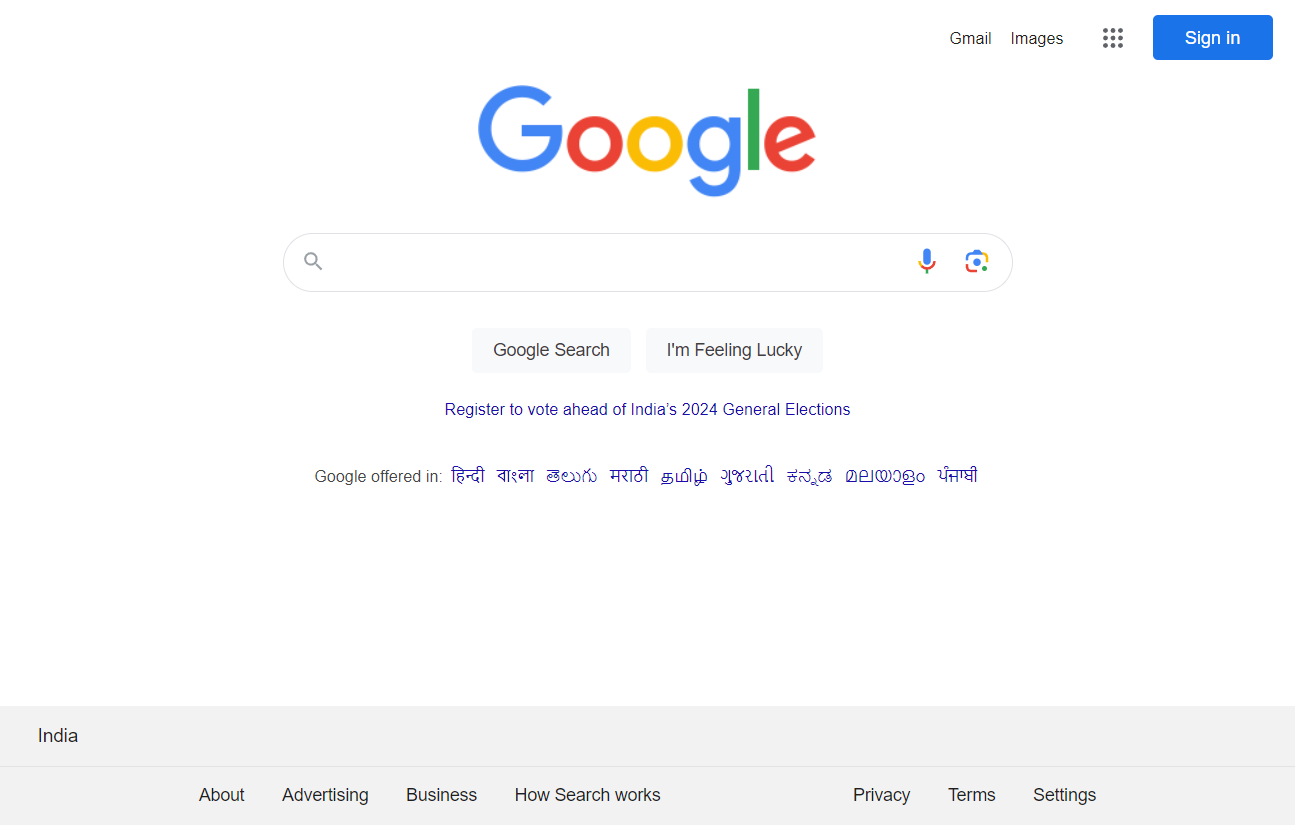 Gmail Images Sign in
Google
Google Search I'm Feeling Lucky
Register to vote ahead of India's 2024 General Elections
Google offered in: हिन्दी বাংলা తెలుగు मराठी தமிழ் ગુજરાતી ಕನ್ನಡ മലയാളം ਪੰਜਾਬੀ
India
About Advertising Business How Search works Privacy Terms Settings